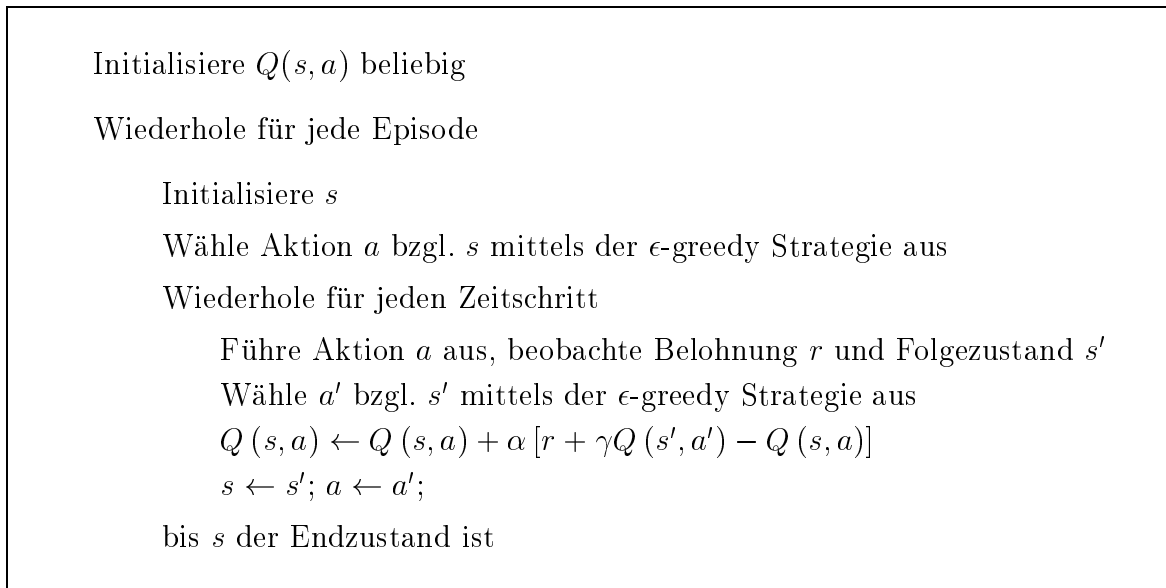 Initialisiere Q(s, a) beliebig
Wiederhole für jede Episode
Initialisiere s
Wähle Aktion a bzgl. s mittels der ϵ-greedy Strategie aus
Wiederhole für jeden Zeitschritt
Führe Aktion a aus, beobachte Belohnung r und Folgezustand s′
Wähle a′ bzgl. s′ mittels der ϵ-greedy Strategie aus
Q (s, a) ← Q (s, a) + α [r + γQ (s′, a′) − Q (s, a)]
s ← s′; a ← a′;
bis s der Endzustand ist